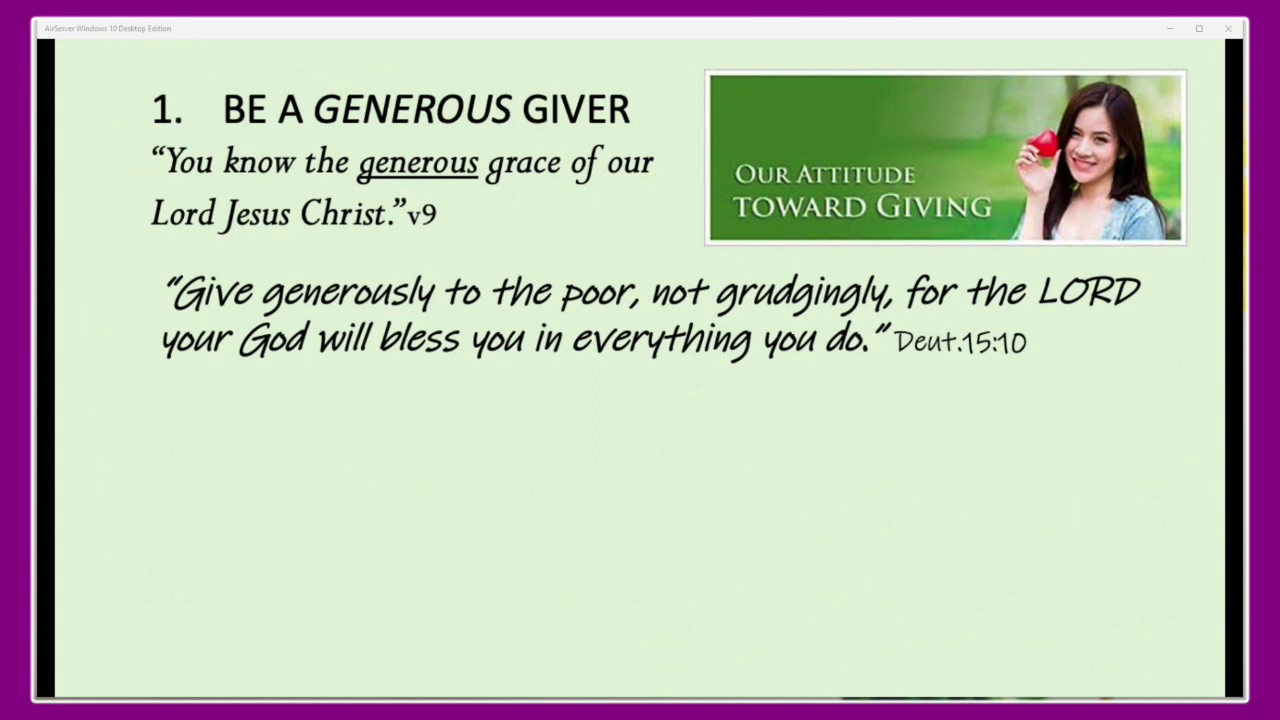 AirServer Windows 10 Desktop Edition
1. BE A GENEROUS GIVER
“You know the generous grace of our
Lord Jesus Christ.”v9
OUR ATTITUDE
TOWARD GIVING
“Give generously to the poor, not grudgingly, for the LORD
your God will bless you in everything you do.” Deut.15:10